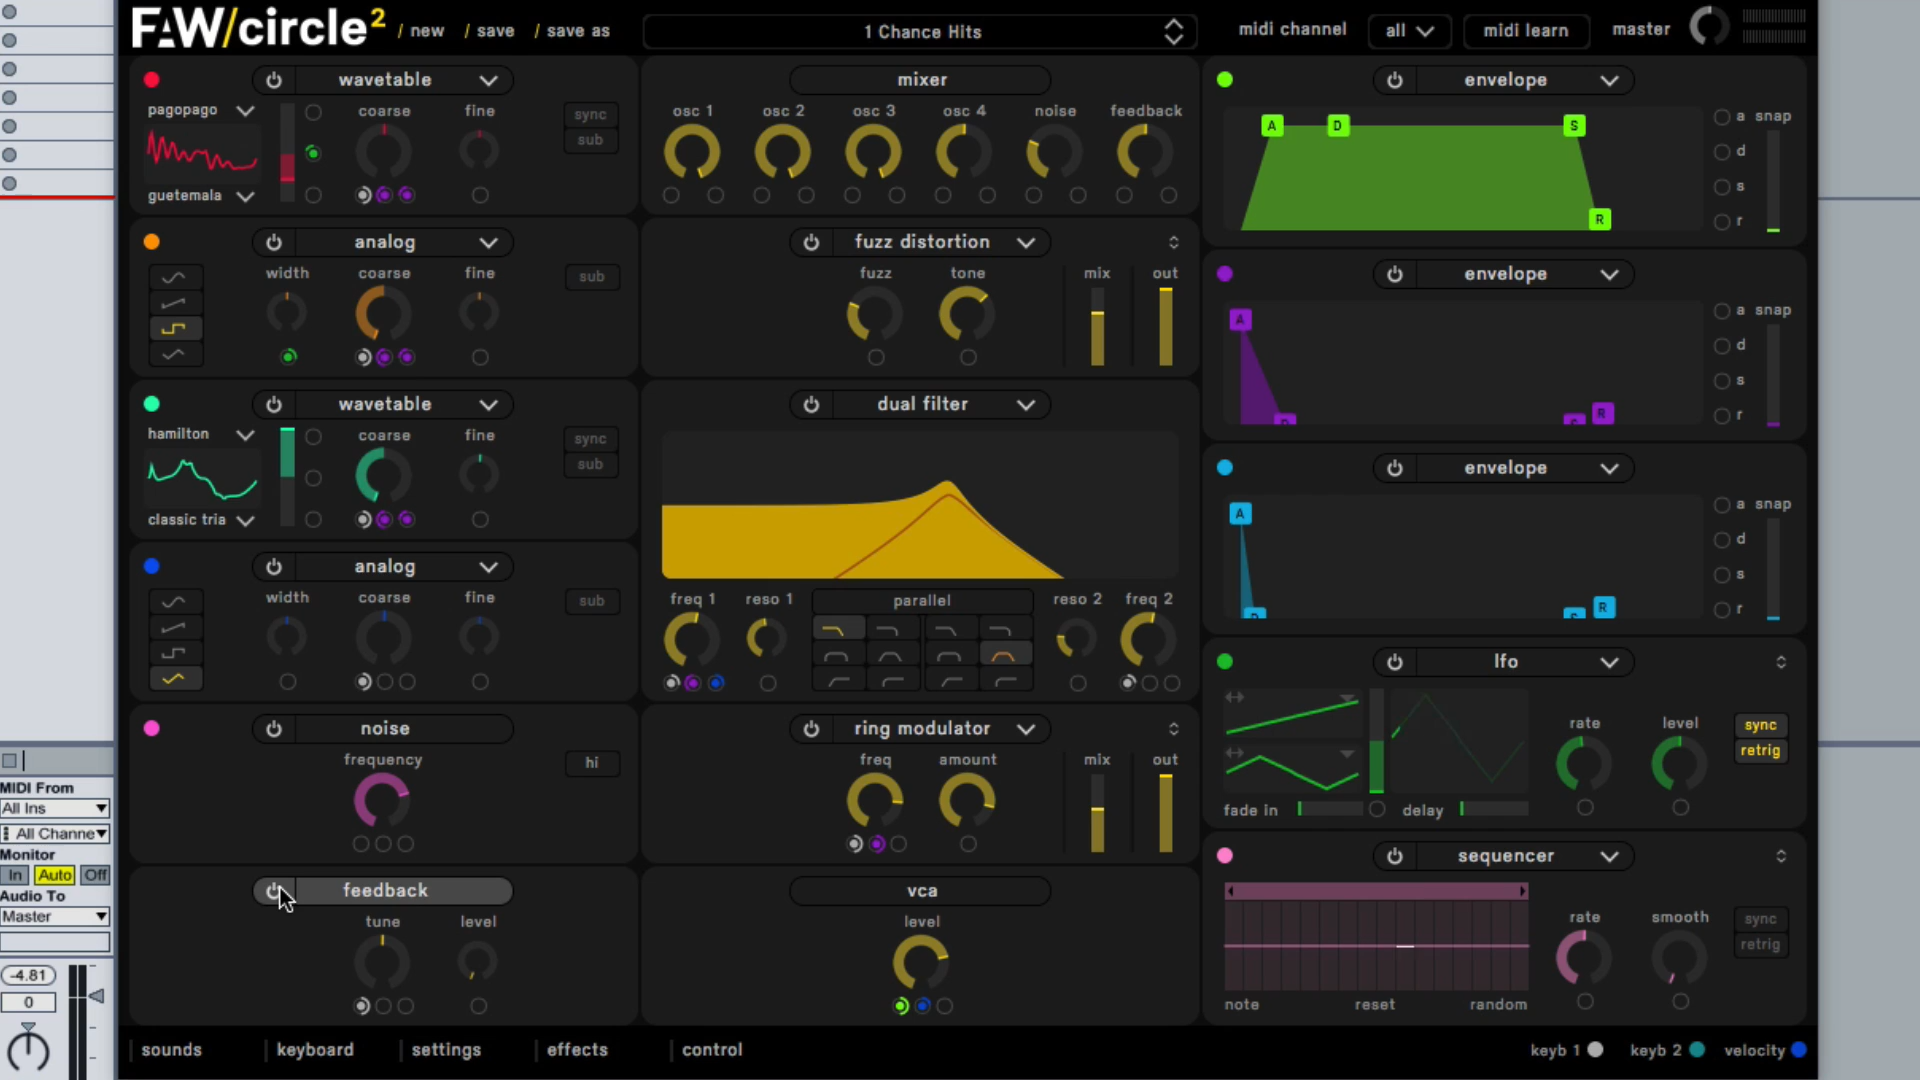 FAW/circle²
/ new / save / save as
1 Chance Hits
midi channel
all
midi learn
master
wavetable
pagopago
coarse
fine
sync
sub
guetemala
analog
width
coarse
fine
sub
wavetable
hamilton
coarse
fine
sync
sub
classic tria
analog
width
coarse
fine
sub
noise
frequency
hi
feedback
tune
level
mixer
osc 1 osc 2 osc 3 osc 4 noise feedback
fuzz distortion
fuzz
tone
mix
out
dual filter
freq 1
reso 1
parallel
reso 2
freq 2
ring modulator
freq
amount
mix
out
vca
level
envelope
A D S R
a snap
d
s
r
envelope
A R
a snap
d
s
r
envelope
A R
a snap
d
s
r
lfo
rate
level
sync
retrig
fade in
delay
sequencer
rate
smooth
sync
retrig
note reset random
sounds keyboard settings effects control
keyb 1 keyb 2 velocity
MIDI From
All Ins
All Channe
Monitor
In Auto Off
Audio To
Master
-4.81
0